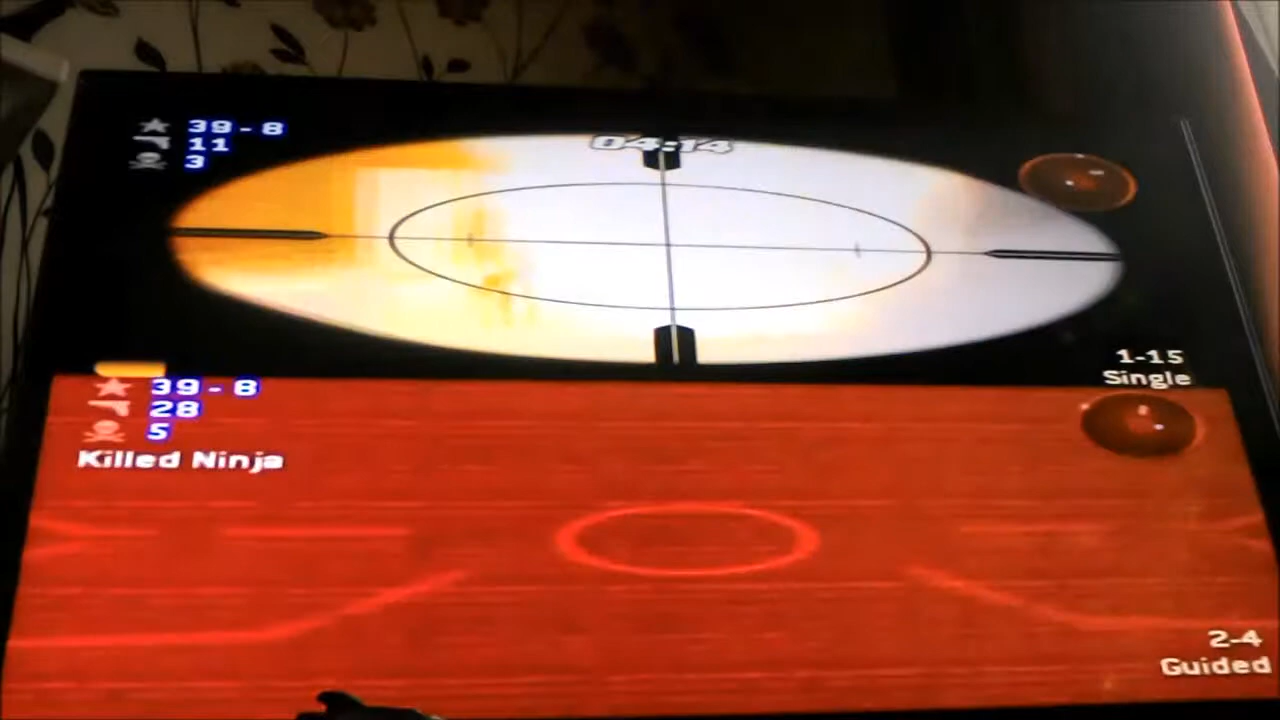 39 - 8
11
3
04:14
1-15
Single
39 - 8
28
5
Killed Ninja
2-4
Guided